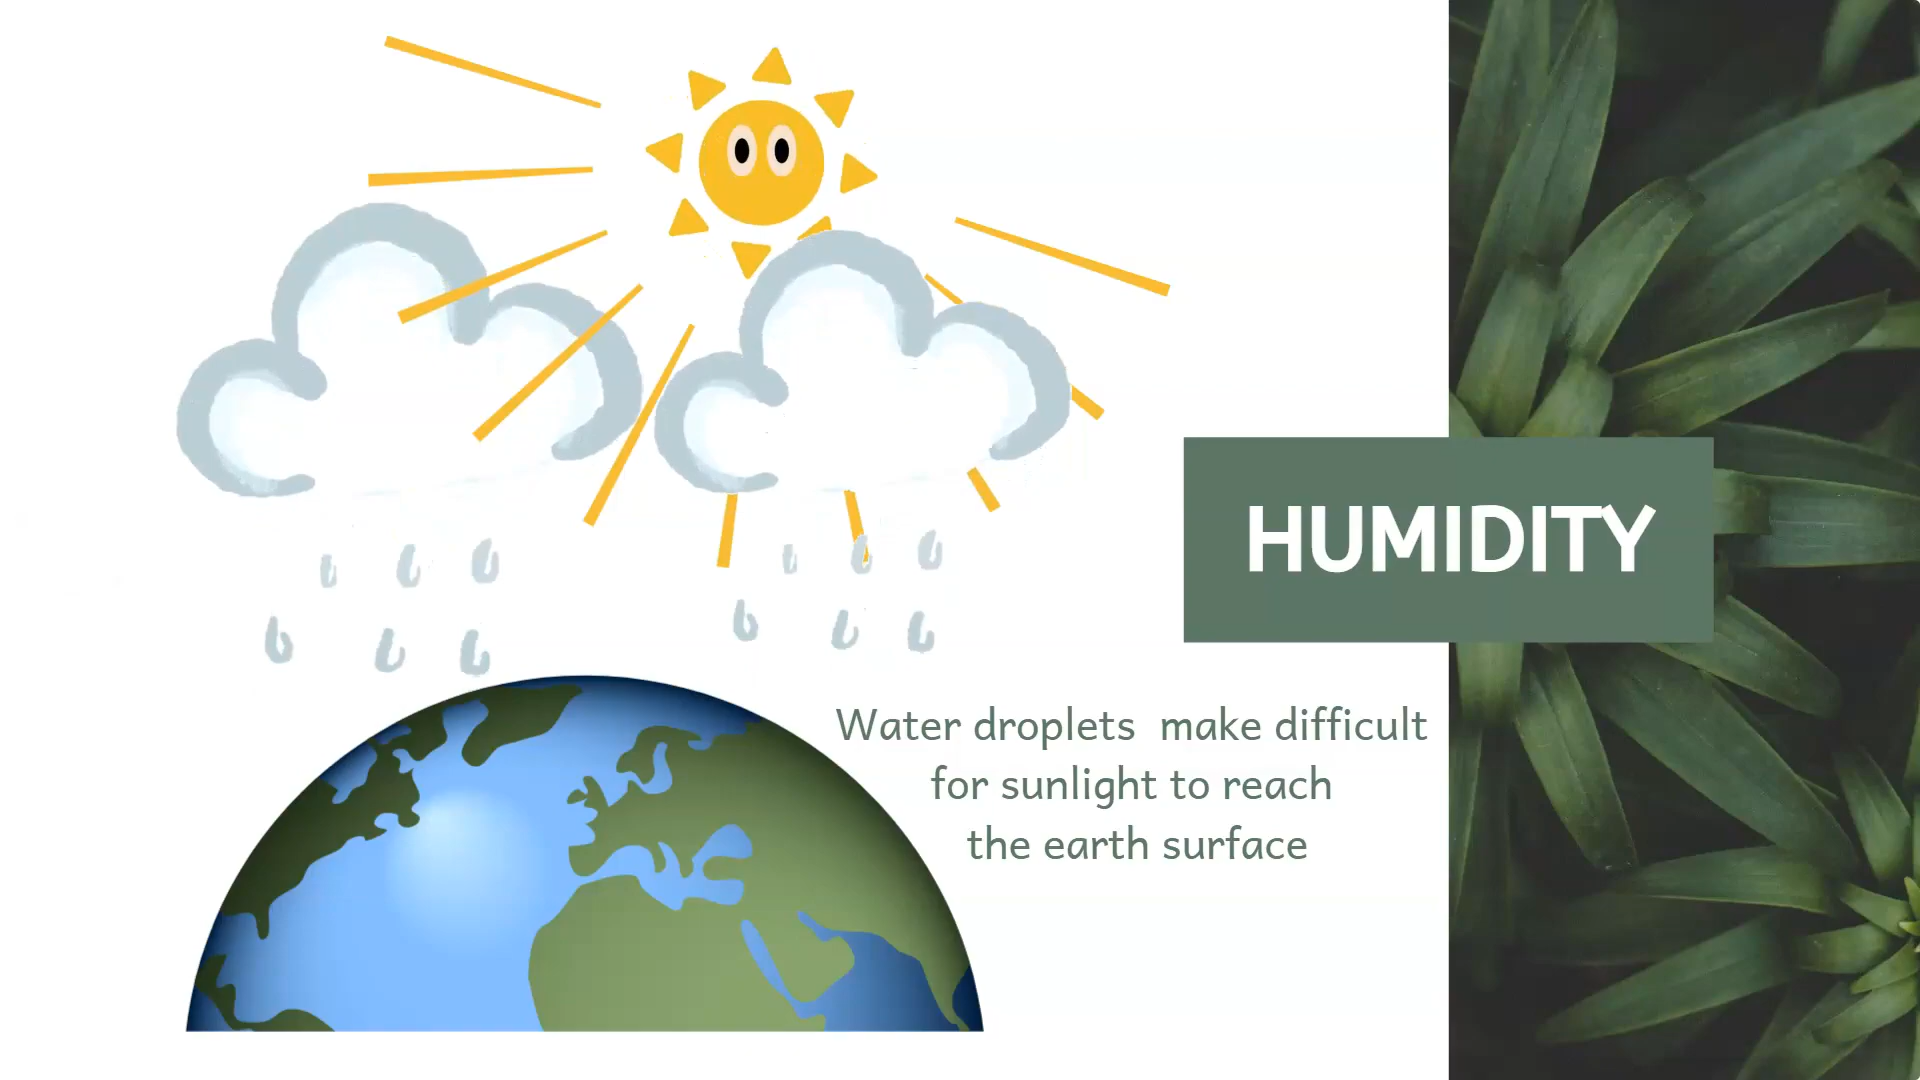 HUMIDITY
Water droplets  make difficult
for sunlight to reach
the earth surface